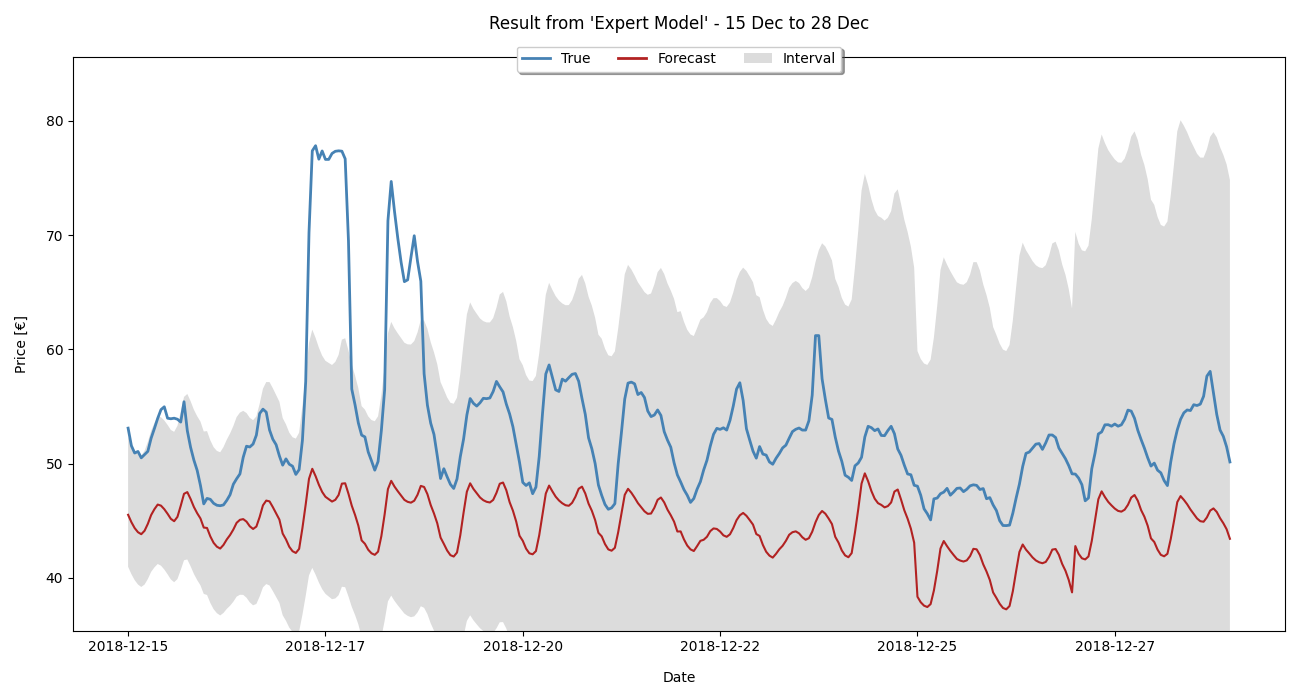 Result from 'Expert Model' - 15 Dec to 28 Dec
True Forecast Interval
80
70
60
50
40
Price [€]
2018-12-15 2018-12-17 2018-12-20 2018-12-22 2018-12-25 2018-12-27
Date